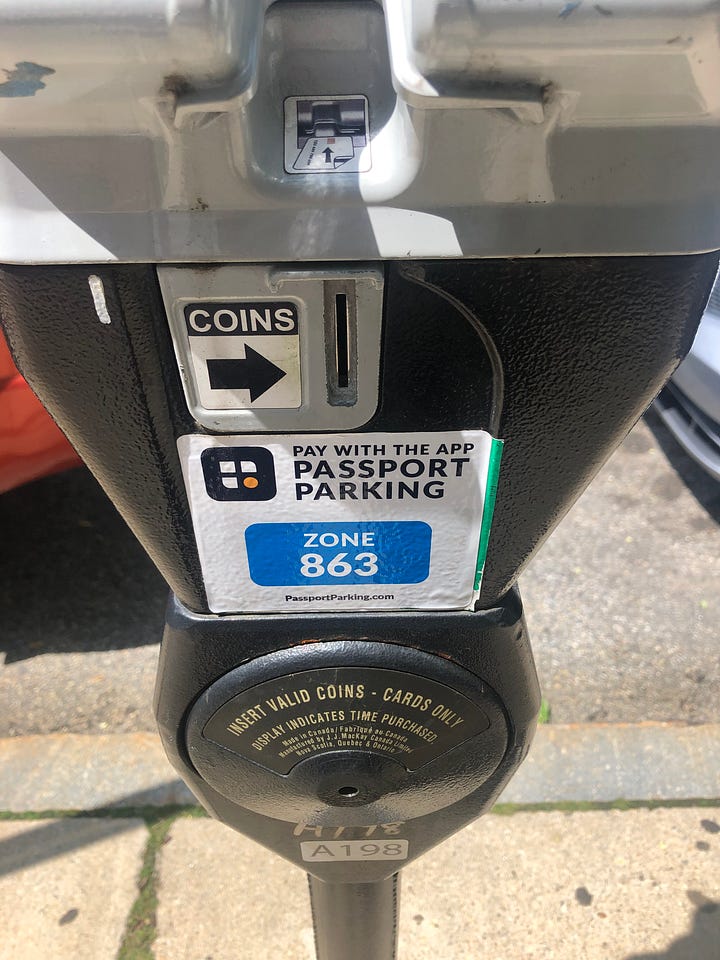 COINS
PAY WITH THE APP
PASSPORT
PARKING
ZONE
863
PassportParking.com
INSERT VALID COINS - CARDS ONLY
DISPLAY INDICATES TIME PURCHASED
Made in Canada/Fabriqué au Canada
Manufactured by J.J. MacKay Canada Limited
Nova Scotia, Quebec & Ontario
A198
A198